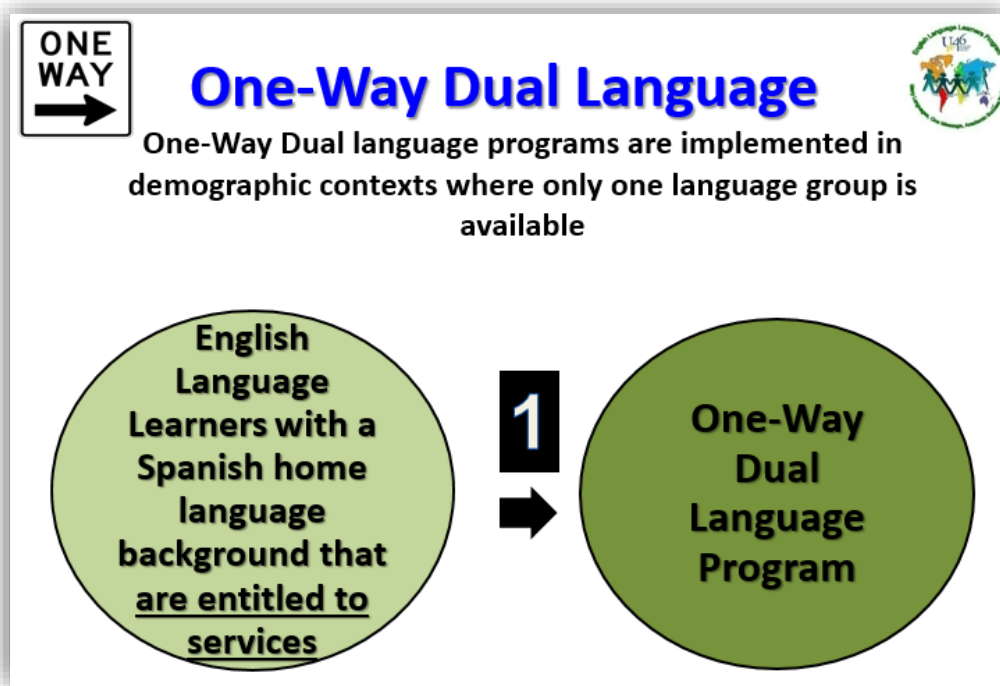 ONE
WAY
One-Way Dual Language
One-Way Dual language programs are implemented in
demographic contexts where only one language group is
available
U46
English
Language
Learners with a
Spanish home
language
background that
are entitled to
services
1
One-Way
Dual
Language
Program